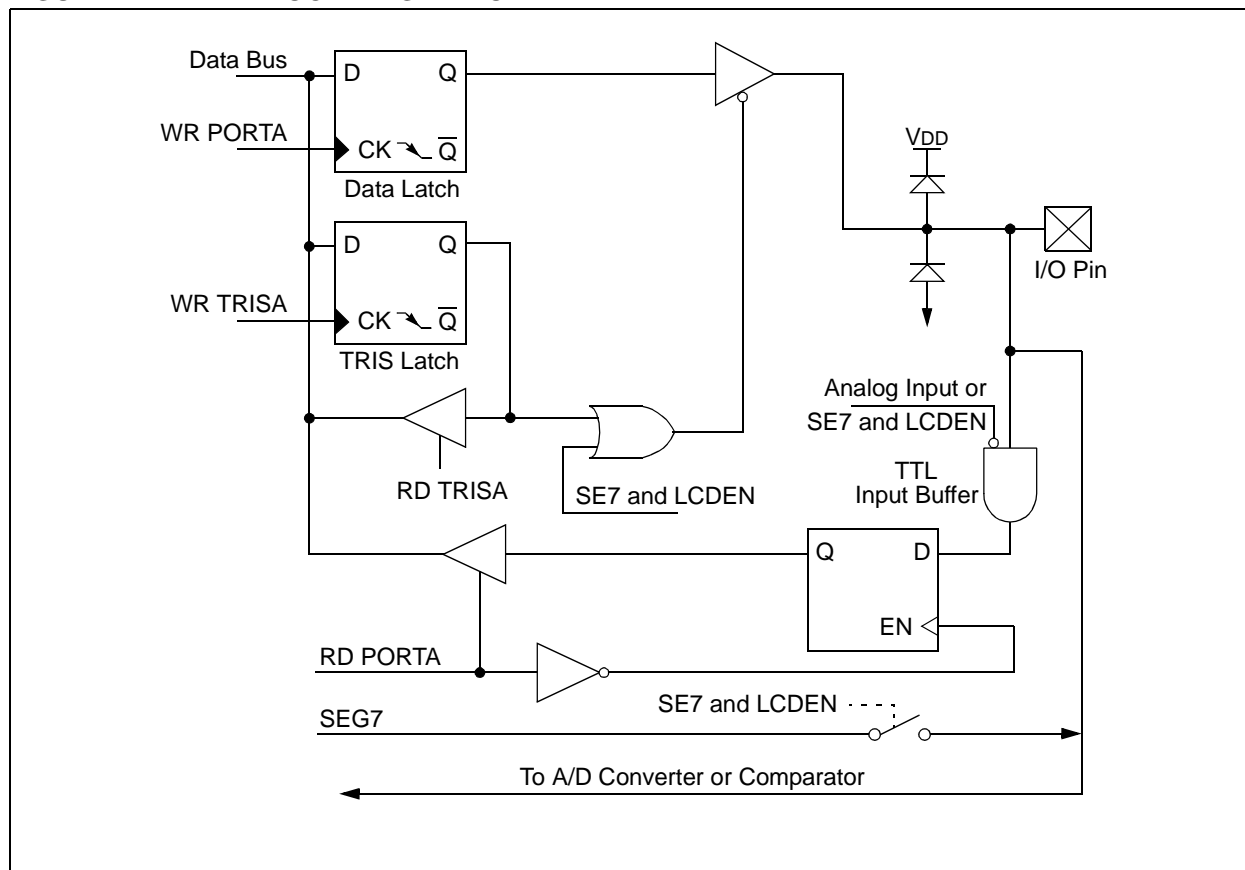 Data Bus
D
Q
WR PORTA
CK
Q̅
Data Latch
VDD
D
Q
I/O Pin
WR TRISA
CK
Q̅
TRIS Latch
Analog Input or
SE7 and LCDEN
RD TRISA
SE7 and LCDEN
TTL
Input Buffer
Q
D
EN
RD PORTA
SE7 and LCDEN
SEG7
To A/D Converter or Comparator